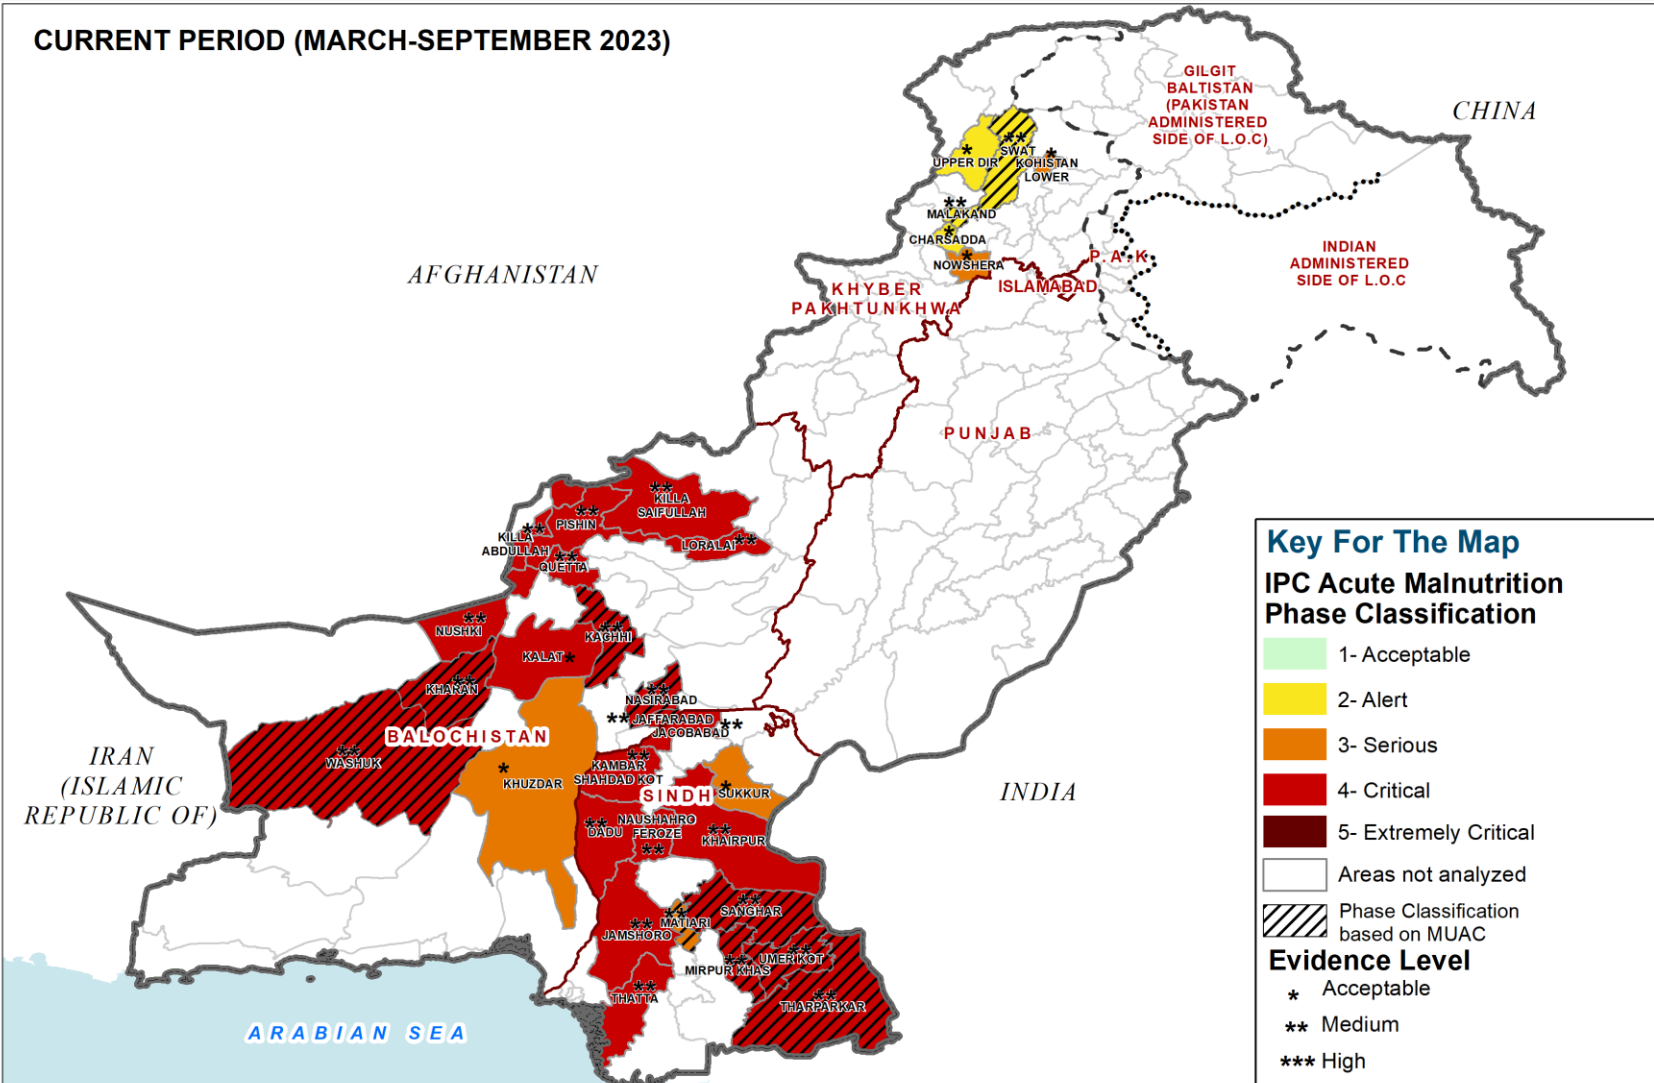 CURRENT PERIOD (MARCH-SEPTEMBER 2023)
GILGIT
BALTISTAN
(PAKISTAN
ADMINISTERED
SIDE OF L.O.C)
CHINA
**
SWAT
*
UPPER DIR
*
KOHISTAN
LOWER
**
MALAKAND
*
CHARSADDA
*
NOWSHERA
P.A.K
INDIAN
ADMINISTERED
SIDE OF L.O.C
AFGHANISTAN
KHYBER
PAKHTUNKHWA
ISLAMABAD
PUNJAB
**
KILLA
SAIFULLAH
**
PISHIN
**
KILLA
ABDULLAH
LORALAI**
**
QUETTA
**
NUSHKI
**
KACHHI
KALAT*
**
KHARAN
**
NASIRABAD
** JAFFARABAD
JACOBABAD **
BALOCHISTAN
**
WASHUK
IRAN
(ISLAMIC
REPUBLIC OF)
*
KHUZDAR
**
KAMBAR
SHAHDAD KOT
SINDH
*
SUKKUR
INDIA
**
DADU
NAUSHAHRO
FEROZE
**
**
KHAIRPUR
**
SANGHAR
**
MATIARI
**
JAMSHORO
**
MIRPUR KHAS
**
UMER KOT
**
THATTA
**
THARPARKAR
ARABIAN SEA
Key For The Map
IPC Acute Malnutrition
Phase Classification
1- Acceptable
2- Alert
3- Serious
4- Critical
5- Extremely Critical
Areas not analyzed
Phase Classification
based on MUAC
Evidence Level
* Acceptable
** Medium
*** High